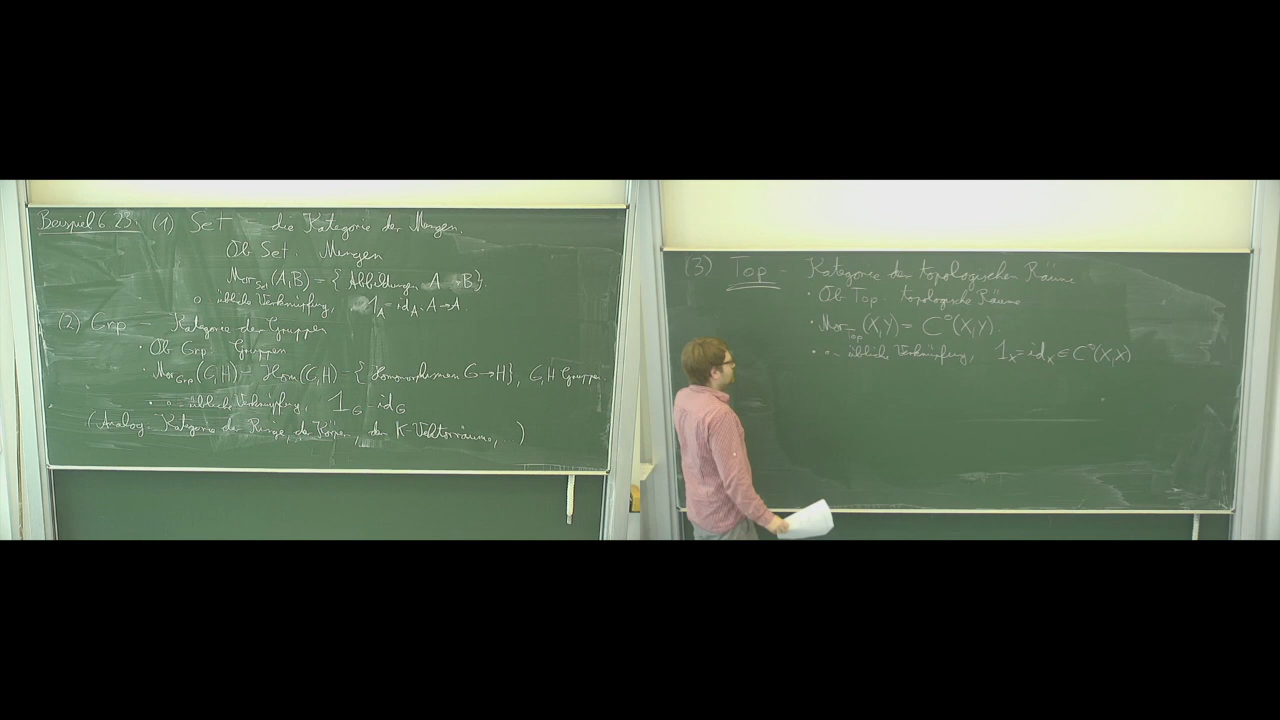 Beispiel 6.23: (1) Set - die Kategorie der Mengen.
Ob Set: Mengen
Mor_Set(A,B) = { Abbildungen A → B}.
∘ - übliche Verknüpfung, 1_A = id_A: A→A.
(2) Grp - Kategorie der Gruppen
• Ob Grp: Gruppen
• Mor_Grp(G,H) = Hom(G,H) = { Homomorphismen G→H}, G,H Gruppen.
• ∘ - übliche Verknüpfung, 1_G = id_G
(Analog - Kategorie der Ringe, der Körper, der K-Vektorräume, ...)
(3) Top - Kategorie der topologischen Räume
• Ob Top: topologische Räume
• Mor_Top(X,Y) = C⁰(X,Y).
• ∘ - übliche Verknüpfung, 1_X = id_X ∈ C⁰(X,X)